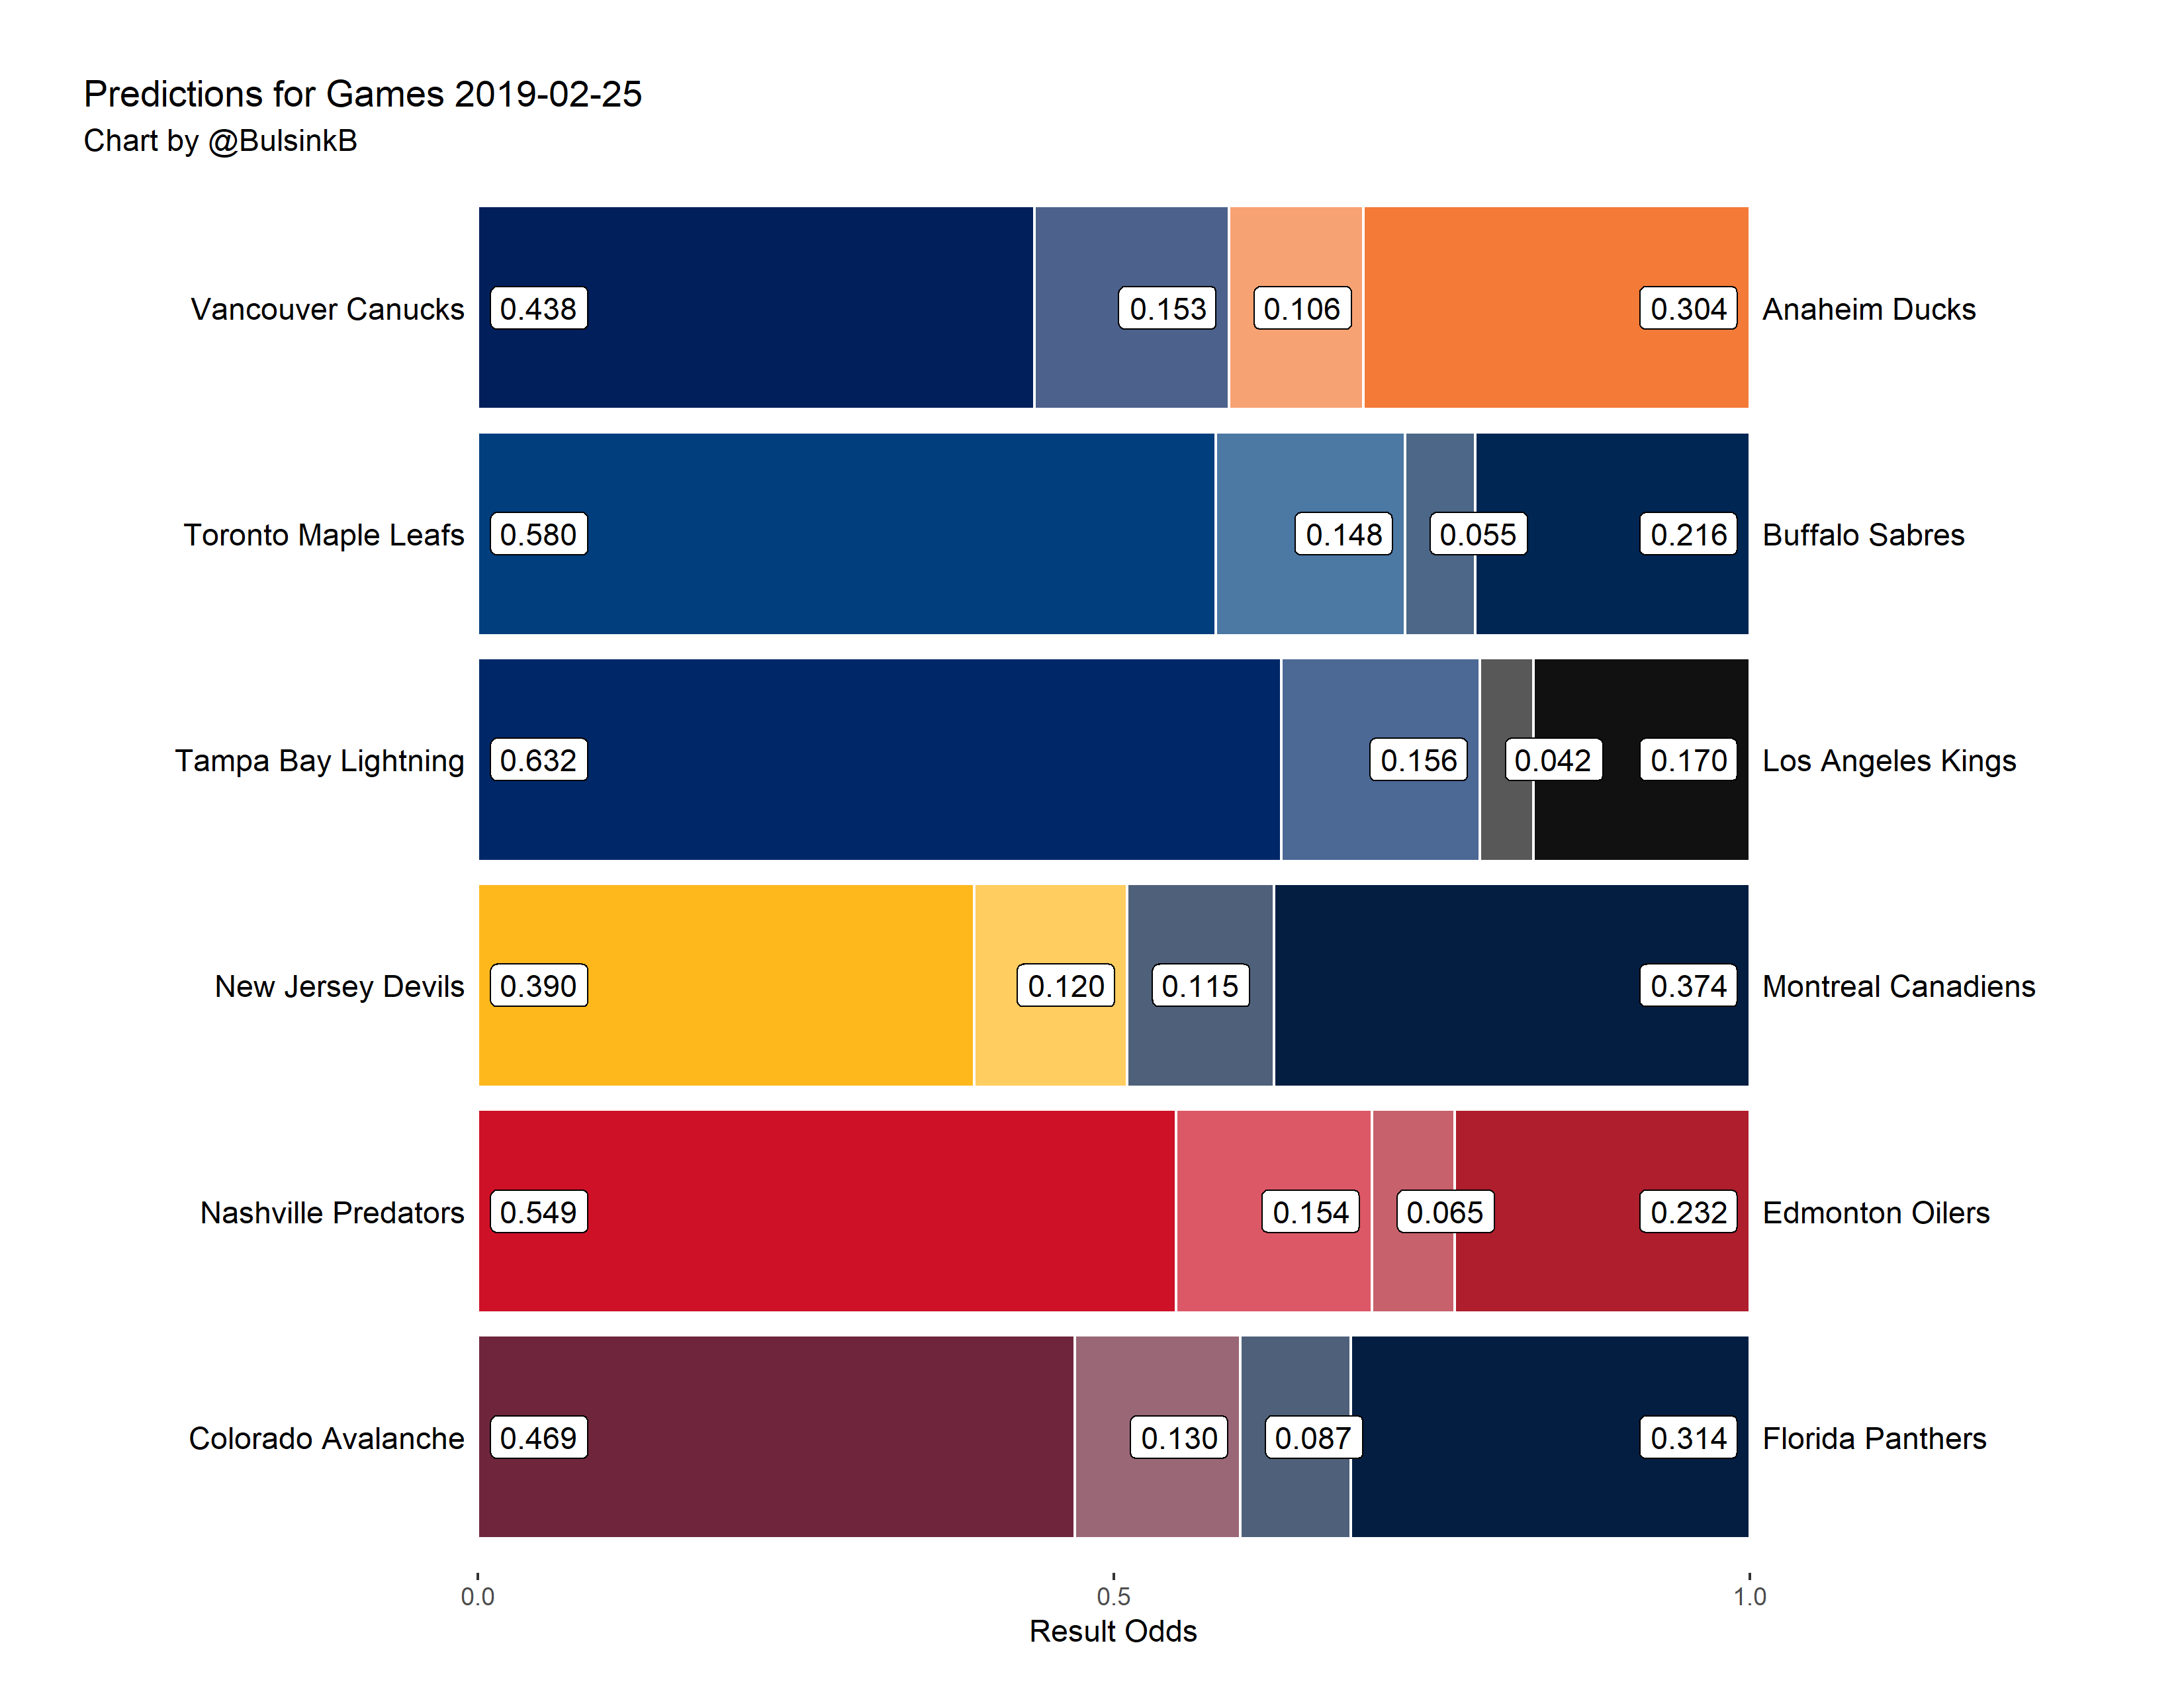 Predictions for Games 2019-02-25
Chart by @BulsinkB
Vancouver Canucks 0.438 0.153 0.106 0.304 Anaheim Ducks
Toronto Maple Leafs 0.580 0.148 0.055 0.216 Buffalo Sabres
Tampa Bay Lightning 0.632 0.156 0.042 0.170 Los Angeles Kings
New Jersey Devils 0.390 0.120 0.115 0.374 Montreal Canadiens
Nashville Predators 0.549 0.154 0.065 0.232 Edmonton Oilers
Colorado Avalanche 0.469 0.130 0.087 0.314 Florida Panthers
0.0 0.5 1.0
Result Odds